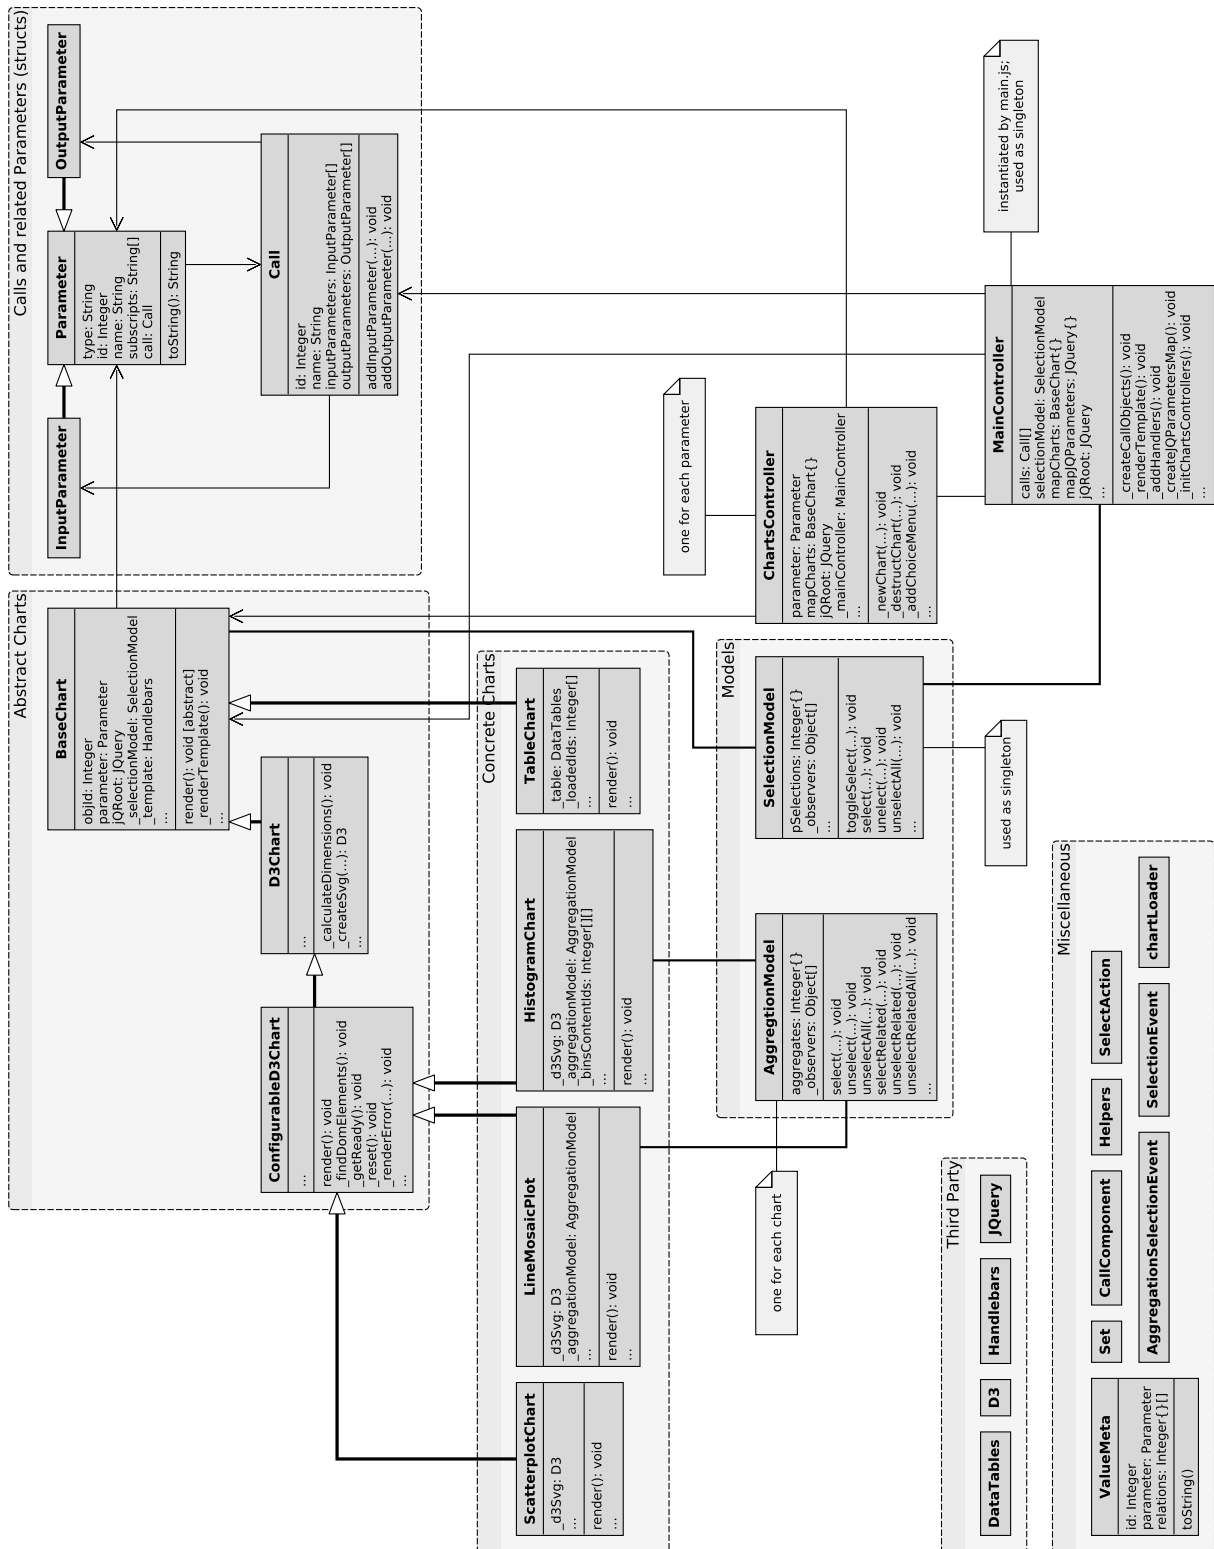 Abstract Charts
BaseChart
objId: Integer
parameter: Parameter
jQRoot: JQuery
_selectionModel: SelectionModel
_template: Handlebars
...
render(): void [abstract]
_renderTemplate(): void
...
D3Chart
...
_calculateDimensions(): void
_createSvg(...): D3
...
ConfigurableD3Chart
...
render(): void
_findDomElements(): void
_getReady(): void
_reset(): void
_renderError(...): void
...
Calls and related Parameters (structs)
InputParameter
Parameter
type: String
id: Integer
name: String
subscripts: String[]
call: Call
toString(): String
OutputParameter
Call
id: Integer
name: String
inputParameters: InputParameter[]
outputParameters: OutputParameter[]
addInputParameter(...): void
addOutputParameter(...): void
Concrete Charts
ScatterplotChart
_d3Svg: D3
...
render(): void
...
LineMosaicPlot
_d3Svg: D3
_aggregationModel: AggregationModel
...
render(): void
...
HistogramChart
_d3Svg: D3
_aggregationModel: AggregationModel
_binsContentIds: Integer[][]
...
render(): void
...
TableChart
_table: DataTables
_loadedIds: Integer[]
...
render(): void
...
one for each parameter
ChartsController
parameter: Parameter
mapCharts: BaseChart{}
jQRoot: JQuery
_mainController: MainController
...
_newChart(...): void
_destructChart(...): void
_addChoiceMenu(...): void
...
Models
AggregtionModel
aggregates: Integer{}
_observers: Object[]
select(...): void
unselect(...): void
unselectAll(...): void
selectRelated(...): void
unselectRelated(...): void
unselectRelatedAll(...): void
...
SelectionModel
pSelections: Integer{}
_observers: Object[]
...
toggleSelect(...): void
select(...): void
unselect(...): void
unselectAll(...): void
...
one for each chart
used as singleton
instantiated by main.js;
used as singleton
MainController
calls: Call[]
selectionModel: SelectionModel
mapCharts: BaseChart{}
mapJQParameters: JQuery{}
jQRoot: JQuery
...
_createCallObjects(): void
_renderTemplate(): void
_addHandlers(): void
_createJQParametersMap(): void
_initChartsControllers(): void
...
Third Party
DataTables
D3
Handlebars
JQuery
Miscellaneous
ValueMeta
id: Integer
parameter: Parameter
relations: Integer{}[]
toString()
Set
CallComponent
Helpers
SelectAction
AggregationSelectionEvent
SelectionEvent
chartLoader